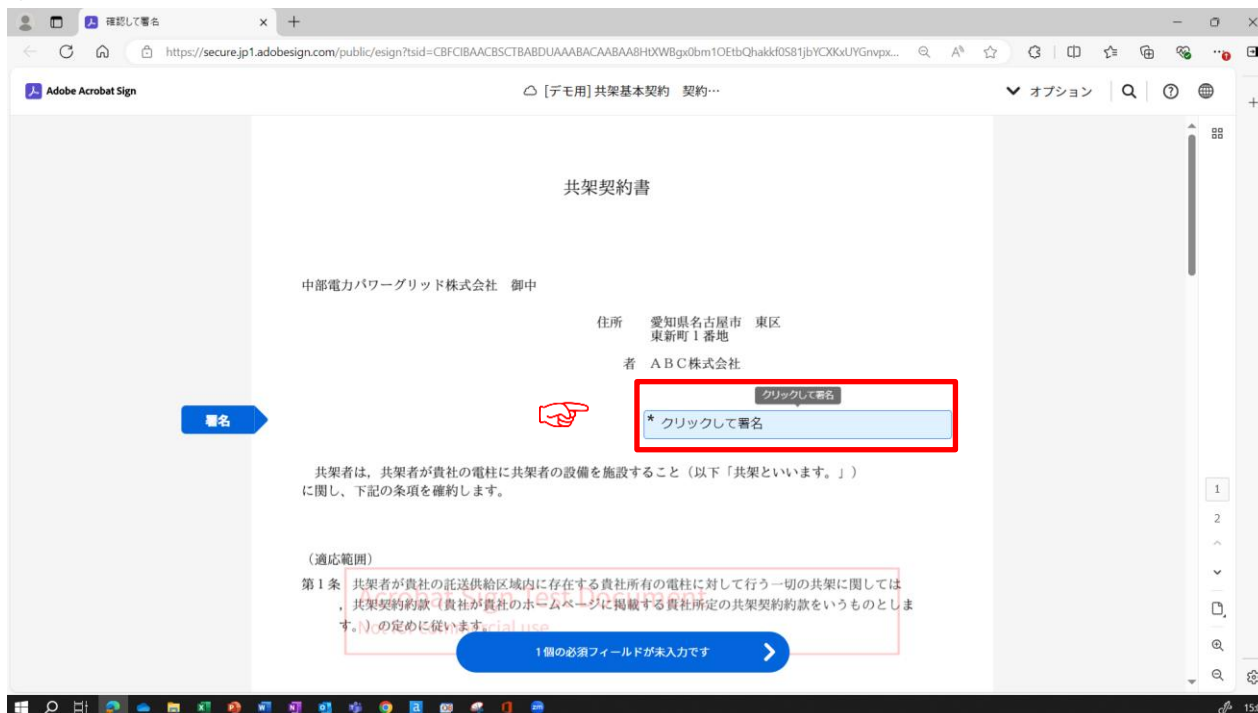 確認して署名
https://secure.jp1.adobesign.com/public/esign?tsid=CBFCIBAACBSCTBABDUAAABACAABAA8HtXWBgx0bm1OEtbQhakkf0S81jbYCXKxUYGnvpx...
Adobe Acrobat Sign
[デモ用] 共架基本契約　契約…
オプション
共架契約書
中部電力パワーグリッド株式会社　御中
住所　愛知県名古屋市　東区
東新町１番地
者　ＡＢＣ株式会社
クリックして署名
署名
* クリックして署名
共架者は，共架者が貴社の電柱に共架者の設備を施設すること（以下「共架といいます。」）
に関し、下記の条項を確約します。
1
2
（適応範囲）
第１条　共架者が貴社の託送供給区域内に存在する貴社所有の電柱に対して行う一切の共架に関しては
Acrobat Sign Test Document
，共架契約約款（貴社が貴社のホームページに掲載する貴社所定の共架契約約款をいうものとしま
す。）の定めに従います。
Not for commercial use
1 個の必須フィールドが未入力です